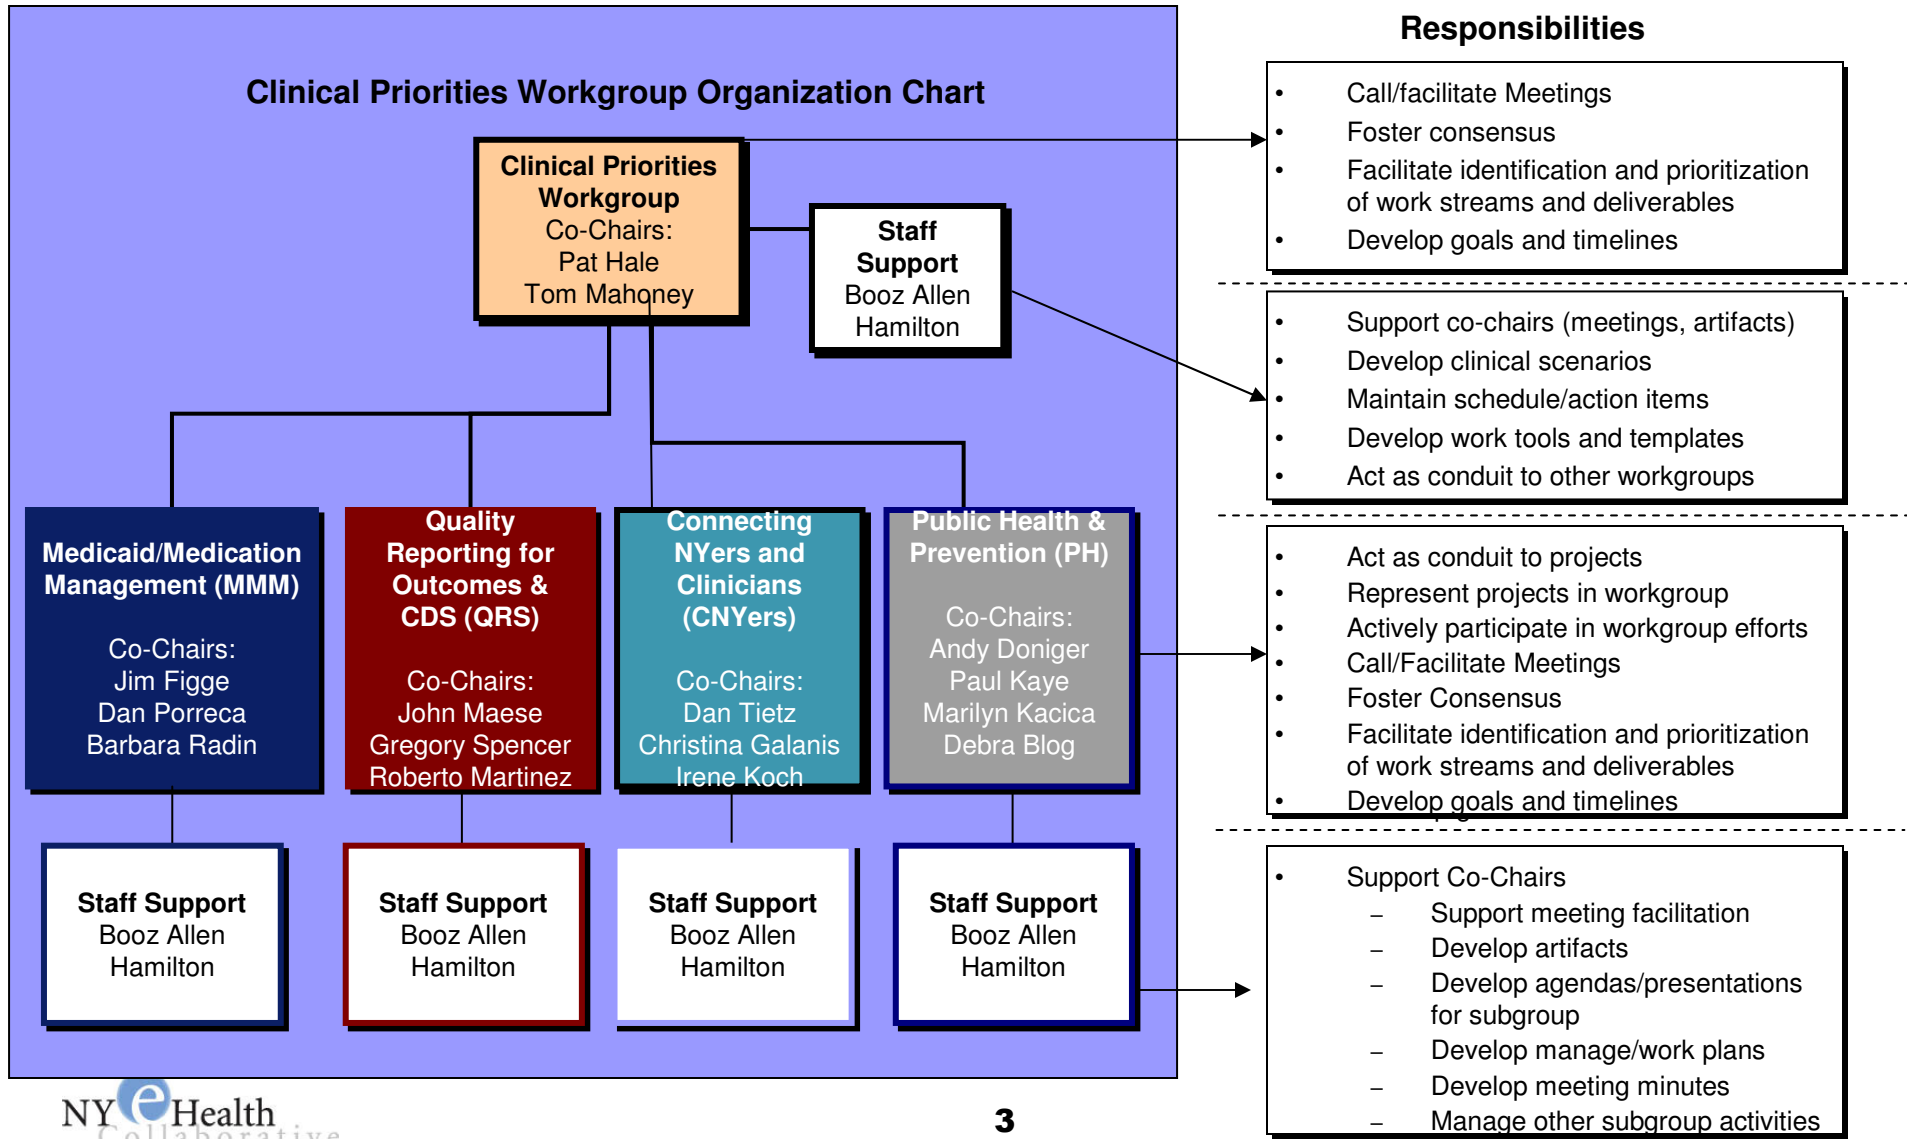 Responsibilities
Clinical Priorities Workgroup Organization Chart
Clinical Priorities
Workgroup
Co-Chairs:
Pat Hale
Tom Mahoney
Staff
Support
Booz Allen
Hamilton
• Call/facilitate Meetings
• Foster consensus
• Facilitate identification and prioritization
of work streams and deliverables
• Develop goals and timelines
• Support co-chairs (meetings, artifacts)
• Develop clinical scenarios
• Maintain schedule/action items
• Develop work tools and templates
• Act as conduit to other workgroups
Medicaid/Medication
Management (MMM)
Co-Chairs:
Jim Figge
Dan Porreca
Barbara Radin
Quality
Reporting for
Outcomes &
CDS (QRS)
Co-Chairs:
John Maese
Gregory Spencer
Roberto Martinez
Connecting
NYers and
Clinicians
(CNYers)
Co-Chairs:
Dan Tietz
Christina Galanis
Irene Koch
Public Health &
Prevention (PH)
Co-Chairs:
Andy Doniger
Paul Kaye
Marilyn Kacica
Debra Blog
• Act as conduit to projects
• Represent projects in workgroup
• Actively participate in workgroup efforts
• Call/Facilitate Meetings
• Foster Consensus
• Facilitate identification and prioritization
of work streams and deliverables
• Develop goals and timelines
Staff Support
Booz Allen
Hamilton
Staff Support
Booz Allen
Hamilton
Staff Support
Booz Allen
Hamilton
Staff Support
Booz Allen
Hamilton
• Support Co-Chairs
– Support meeting facilitation
– Develop artifacts
– Develop agendas/presentations
for subgroup
– Develop manage/work plans
– Develop meeting minutes
– Manage other subgroup activities
NY eHealth
Collaborative
3